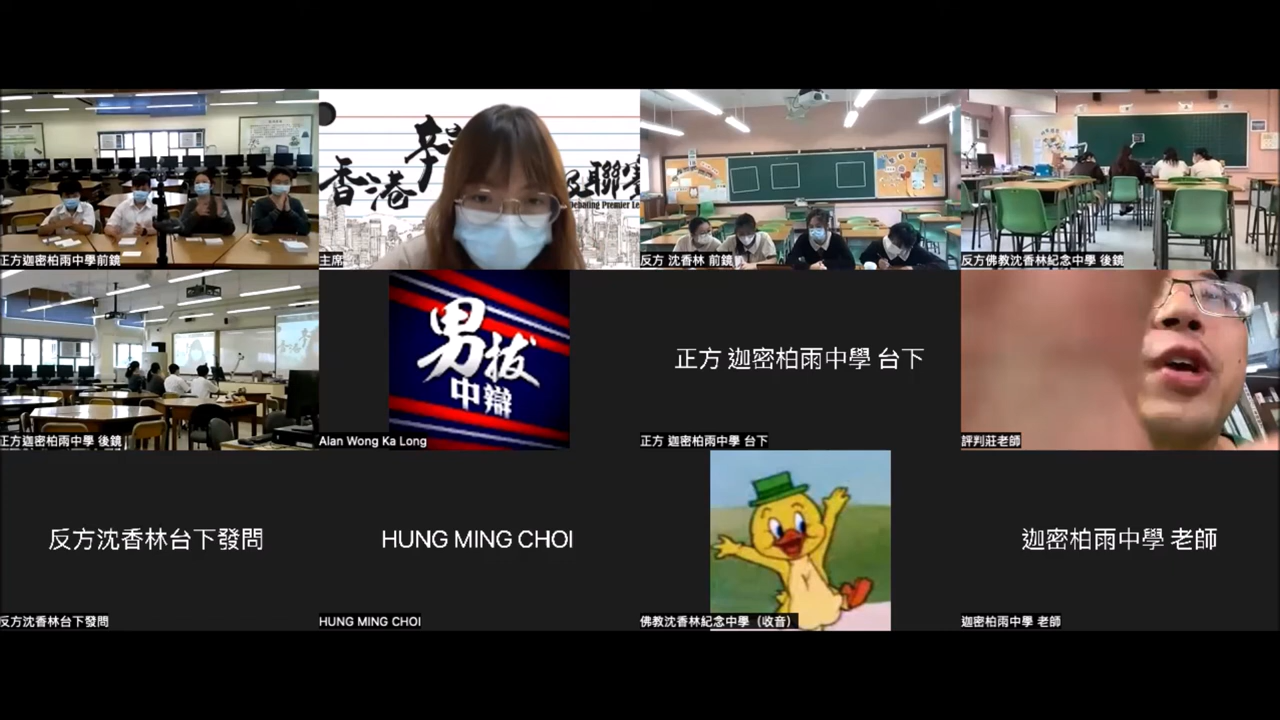 香港辛
及聯賽
Debating Premier Le
正方迦密柏雨中學前鏡
主席
反方 沈香林 前鏡
反方佛教沈香林紀念中學 後鏡
男拔
中辯
正方 迦密柏雨中學 台下
正方迦密柏雨中學 後鏡
Alan Wong Ka Long
正方 迦密柏雨中學 台下
評判莊老師
反方沈香林台下發問
HUNG MING CHOI
迦密柏雨中學 老師
反方沈香林台下發問
HUNG MING CHOI
佛教沈香林紀念中學（收音）
迦密柏雨中學 老師